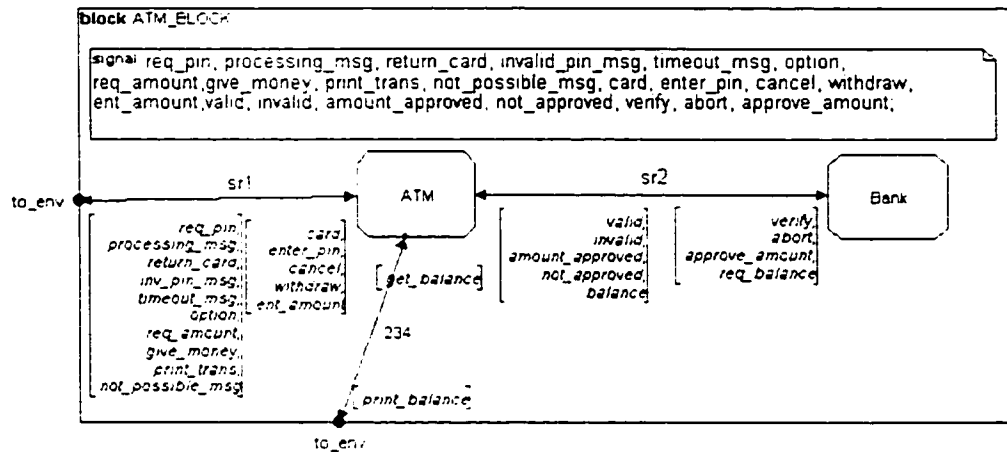 block ATM_BLOCK
signal req_pin, processing_msg, return_card, invalid_pin_msg, timeout_msg, option,
req_amount,give_money, print_trans, not_possible_msg, card, enter_pin, cancel, withdraw,
ent_amount,valid, invalid, amount_approved, not_approved, verify, abort, approve_amount;
to_env
sr1
ATM
sr2
Bank
req_pin,
processing_msg,
return_card,
inv_pin_msg,
timeout_msg,
option,
req_amount,
give_money,
print_trans,
not_possible_msg
card,
enter_pin,
cancel,
withdraw,
ent_amount
get_balance
valid,
invalid,
amount_approved,
not_approved,
balance
verify,
abort,
approve_amount,
req_balance
234
print_balance
to_env